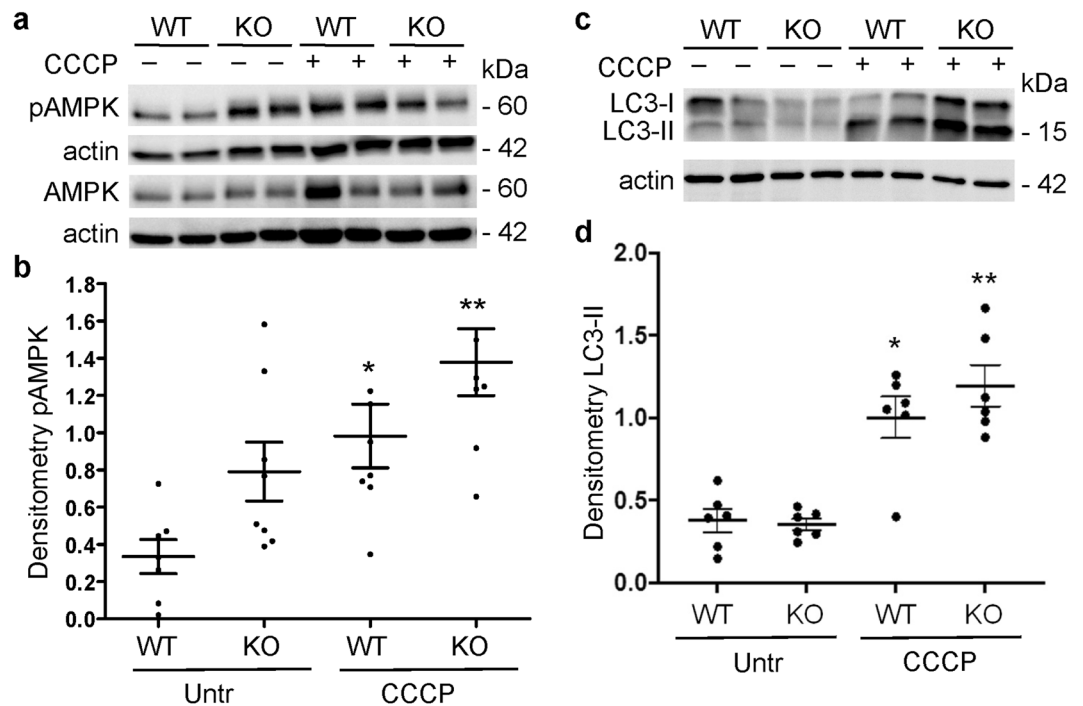 a
WT KO WT KO
CCCP − − − − + + + + kDa
pAMPK - 60
actin - 42
AMPK - 60
actin - 42
b
Densitometry pAMPK
1.8
1.6
1.4
1.2
1.0
0.8
0.6
0.4
0.2
0.0
* **
WT KO WT KO
Untr CCCP
c
WT KO WT KO
CCCP − − − − + + + + kDa
LC3-I
LC3-II - 15
actin - 42
d
Densitometry LC3-II
2.0
1.5
1.0
0.5
0.0
* **
WT KO WT KO
Untr CCCP